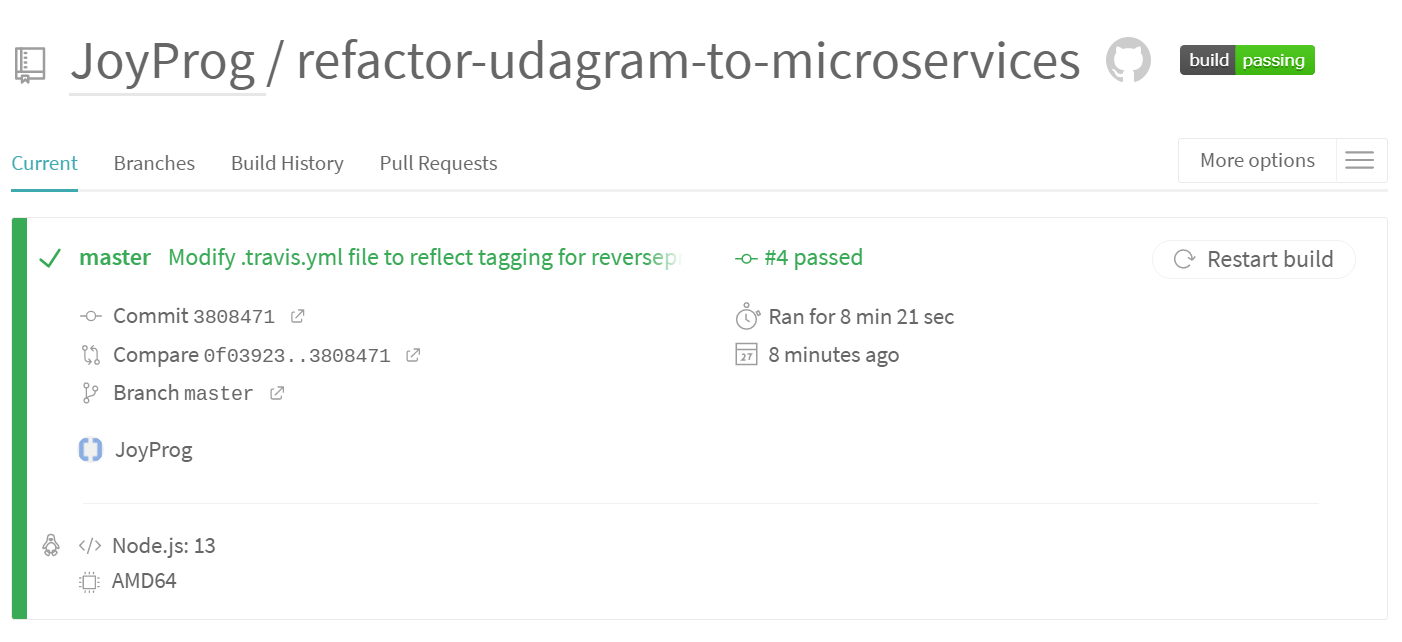 JoyProg / refactor-udagram-to-microservices build passing
Current Branches Build History Pull Requests More options
master Modify .travis.yml file to reflect tagging for #4 passed Restart build
Commit 3808471 Ran for 8 min 21 sec
Compare 0f03923..3808471 27 8 minutes ago
Branch master
JoyProg
</> Node.js: 13
AMD64